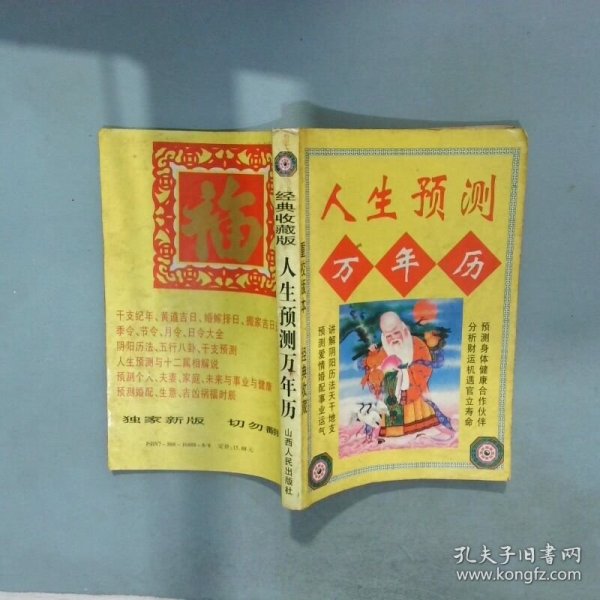 福
干支纪年、黄道吉日、婚嫁择日、搬家吉日
季令、节令、月令、日令大全
阴阳历法、五行八卦、干支预测
人生预测与十二属相解说
预测个人、夫妻、家庭、未来与事业与健康
预测婚配、生意、吉凶祸福时辰
独家新版 切勿翻
经典收藏版
人生预测万年历
山西人民出版社
人生预测
万年历
预测身体健康合作伙伴
分析财运机遇官立寿命
讲解阴阳历法天干地支
预测爱情婚配事业运气
孔夫子旧书网
www.kongfz.com